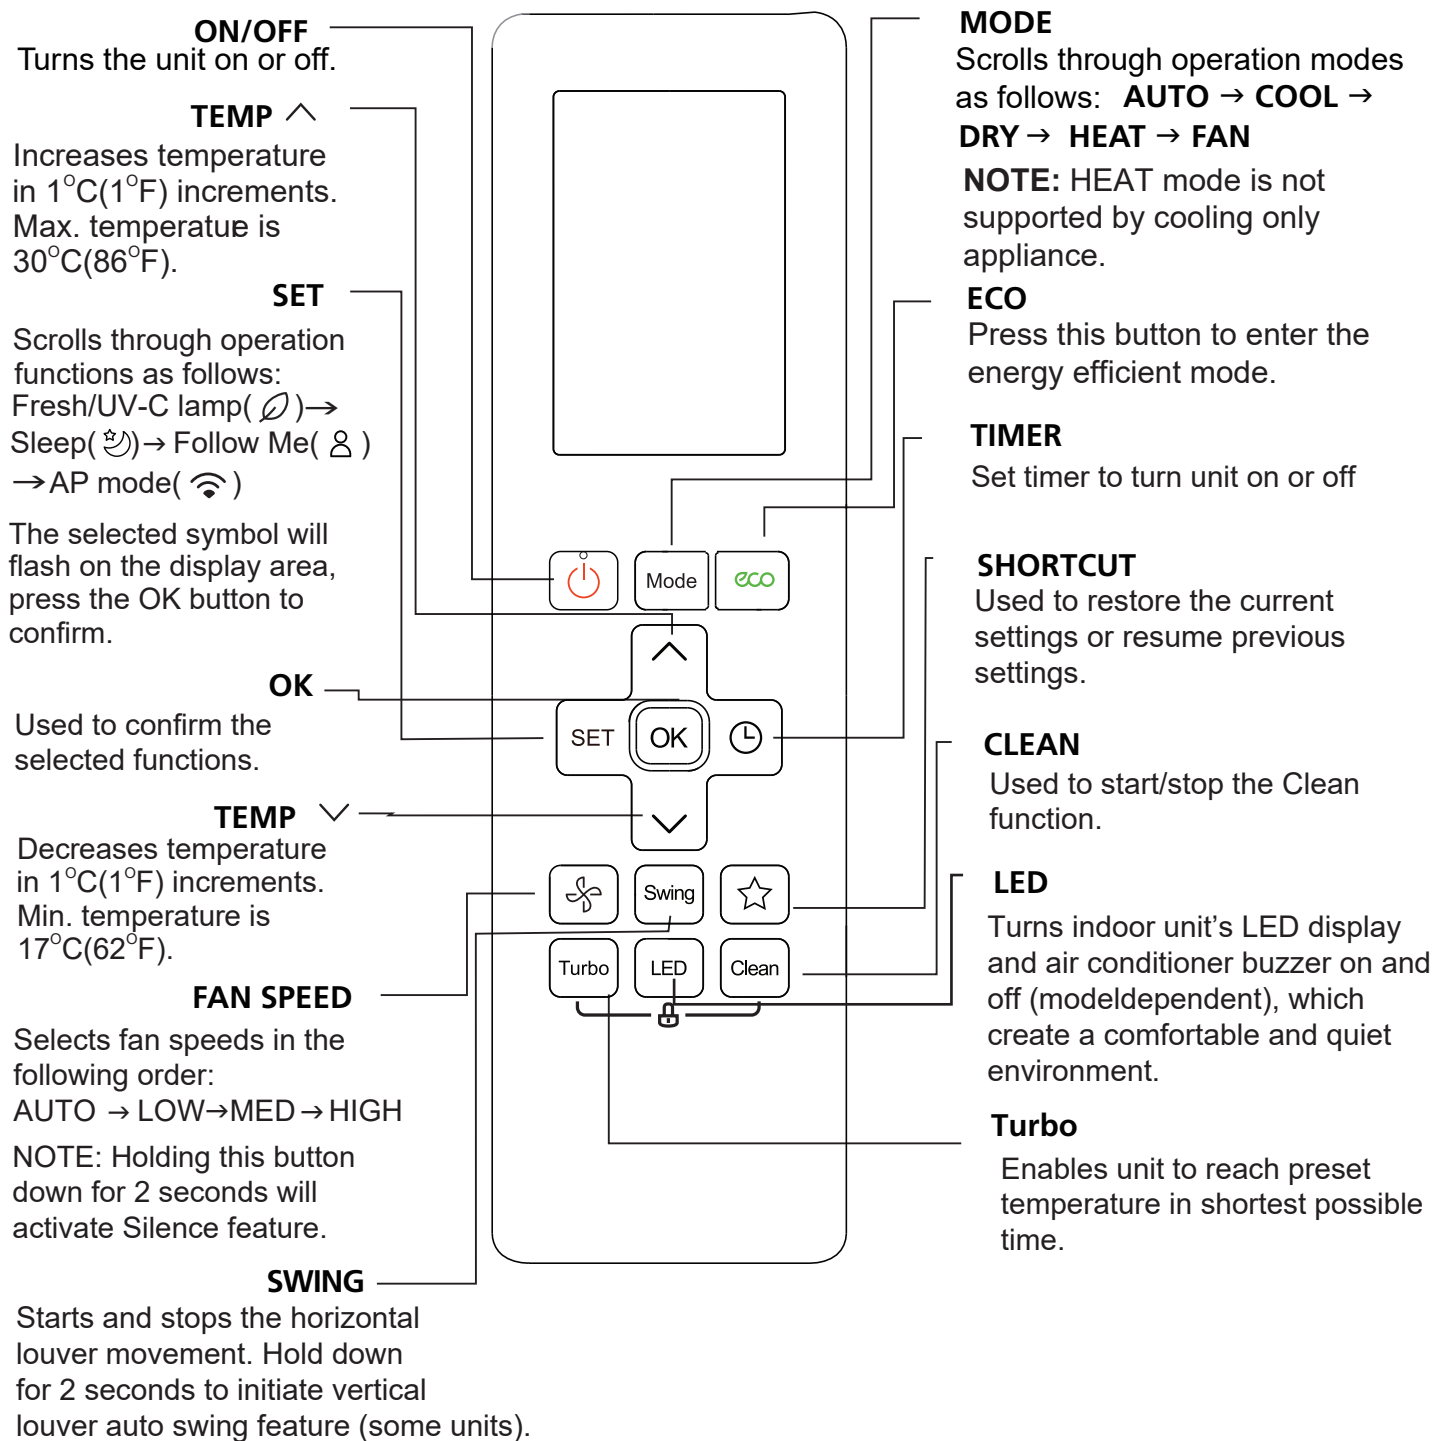 ON/OFF
Turns the unit on or off.
TEMP
Increases temperature
in 1°C(1°F) increments.
Max. temperature is
30°C(86°F).
SET
Scrolls through operation
functions as follows:
Fresh/UV-C lamp( )→
Sleep( )→ Follow Me( )
→AP mode( )
The selected symbol will
flash on the display area,
press the OK button to
confirm.
OK
Used to confirm the
selected functions.
TEMP
Decreases temperature
in 1°C(1°F) increments.
Min. temperature is
17°C(62°F).
FAN SPEED
Selects fan speeds in the
following order:
AUTO → LOW→MED→HIGH
NOTE: Holding this button
down for 2 seconds will
activate Silence feature.
SWING
Starts and stops the horizontal
louver movement. Hold down
for 2 seconds to initiate vertical
louver auto swing feature (some units).
Mode
eco
SET
OK
Swing
Turbo
LED
Clean
MODE
Scrolls through operation modes
as follows: AUTO → COOL →
DRY → HEAT → FAN
NOTE: HEAT mode is not
supported by cooling only
appliance.
ECO
Press this button to enter the
energy efficient mode.
TIMER
Set timer to turn unit on or off
SHORTCUT
Used to restore the current
settings or resume previous
settings.
CLEAN
Used to start/stop the Clean
function.
LED
Turns indoor unit's LED display
and air conditioner buzzer on and
off (modeldependent), which
create a comfortable and quiet
environment.
Turbo
Enables unit to reach preset
temperature in shortest possible
time.